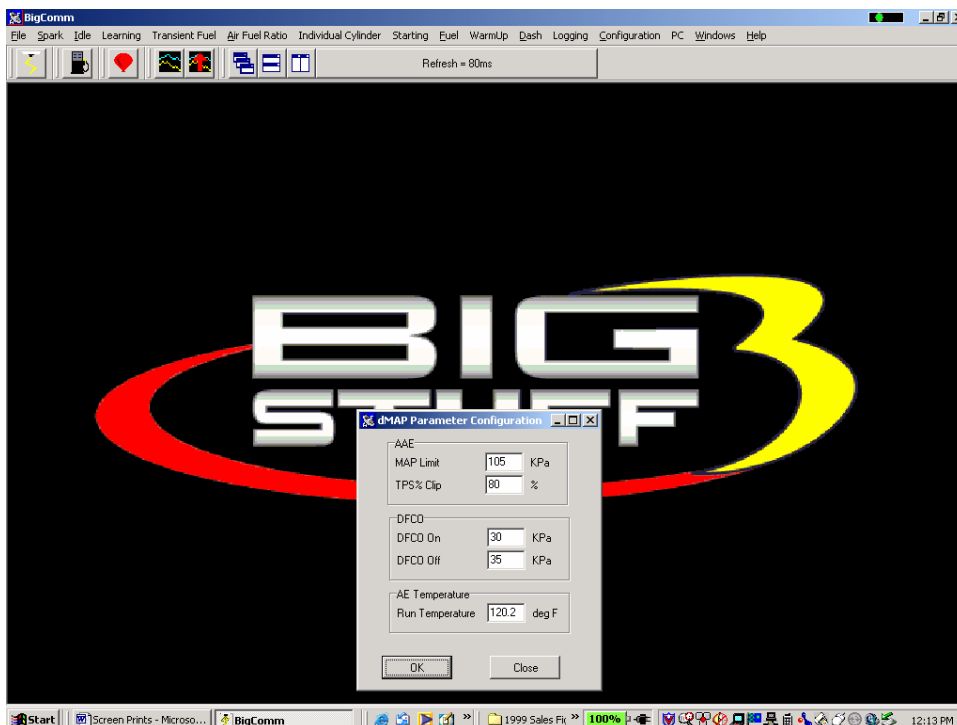 BigComm
File Spark Idle Learning Transient Fuel Air Fuel Ratio Individual Cylinder Starting Fuel WarmUp Dash Logging Configuration PC Windows Help
Refresh = 80ms
BIG 3
STUFF
dMAP Parameter Configuration
AAE
MAP Limit 105 KPa
TPS% Clip 80 %
DFCO
DFCO On 30 KPa
DFCO Off 35 KPa
AE Temperature
Run Temperature 120.2 deg F
OK Close
Start Screen Prints - Microso... BigComm » 1999 Sales Fi( » 100% 12:13 PM